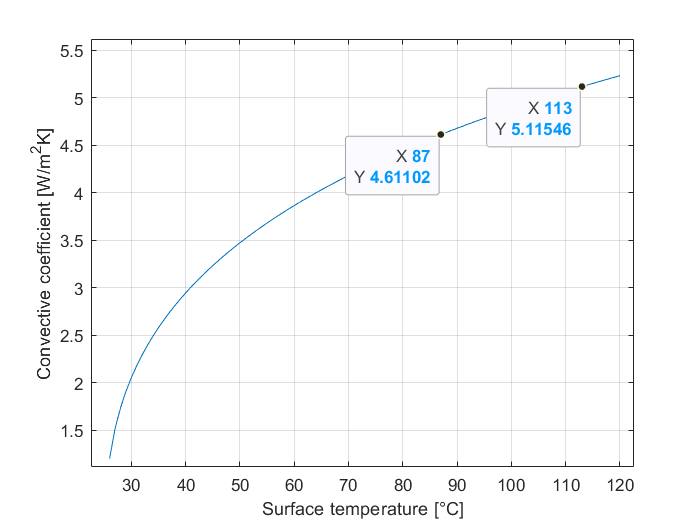 5.5
5
4.5
4
3.5
3
2.5
2
1.5
Convective coefficient [W/m²K]
X 113
Y 5.11546
X 87
Y 4.61102
30 40 50 60 70 80 90 100 110 120
Surface temperature [°C]